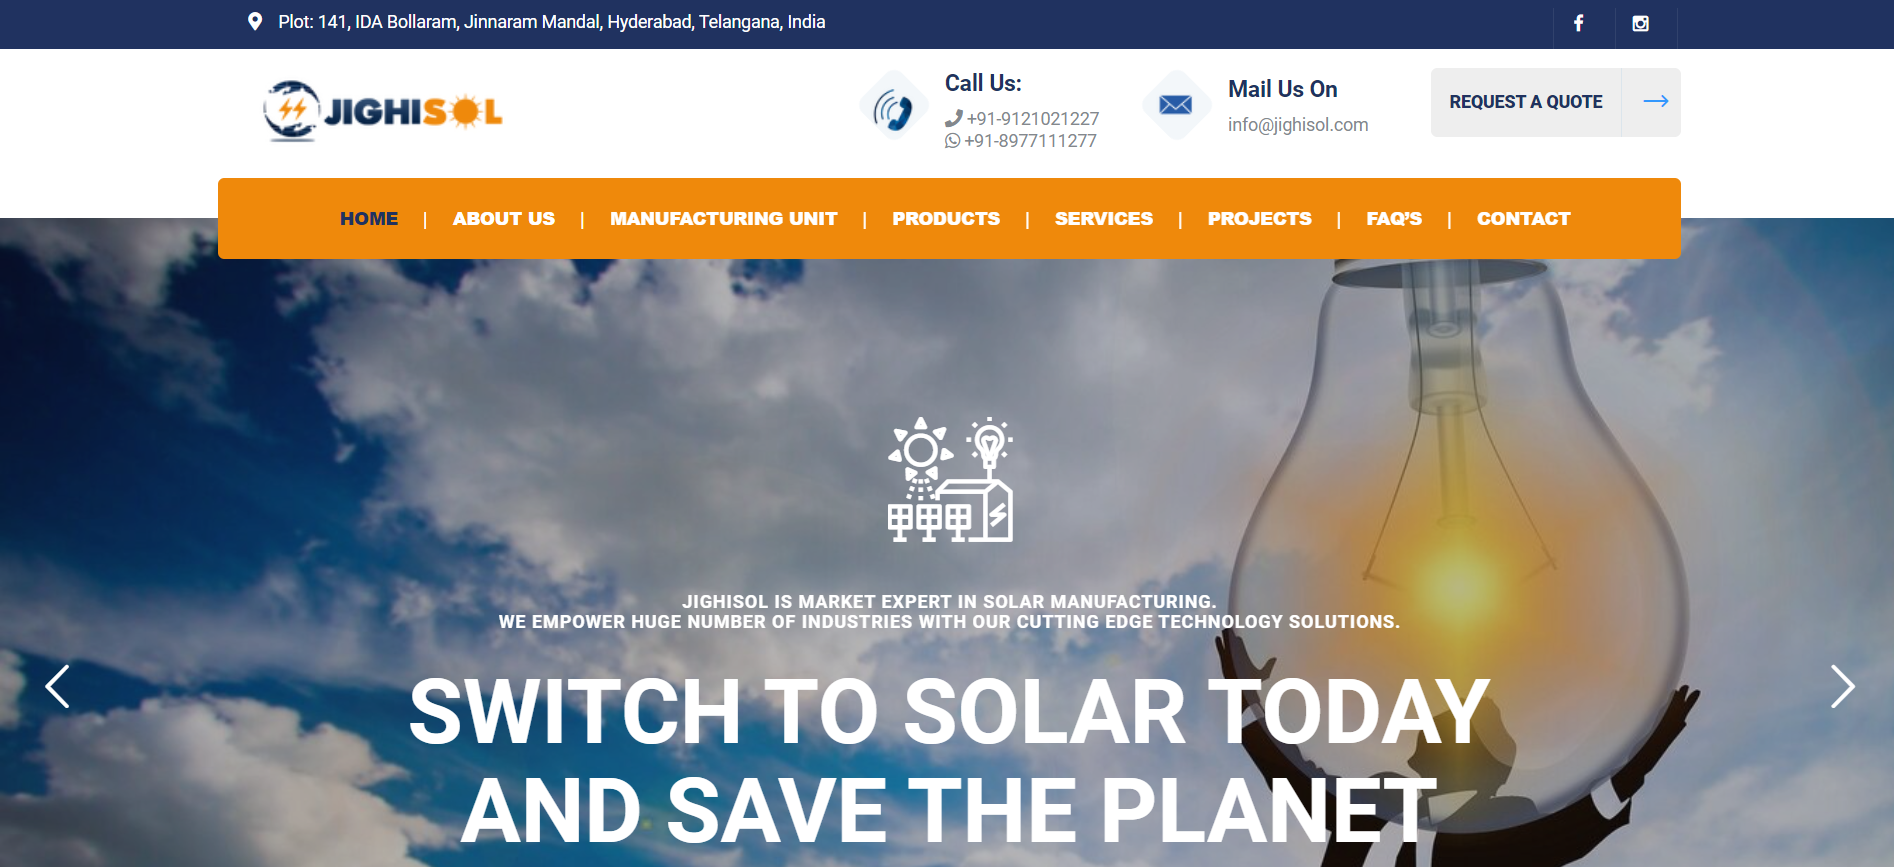 Plot: 141, IDA Bollaram, Jinnaram Mandal, Hyderabad, Telangana, India
JIGHISOL
Call Us:
+91-9121021227
+91-8977111277
Mail Us On
info@jighisol.com
REQUEST A QUOTE
HOME | ABOUT US | MANUFACTURING UNIT | PRODUCTS | SERVICES | PROJECTS | FAQ'S | CONTACT
JIGHISOL IS MARKET EXPERT IN SOLAR MANUFACTURING.
WE EMPOWER HUGE NUMBER OF INDUSTRIES WITH OUR CUTTING EDGE TECHNOLOGY SOLUTIONS.
SWITCH TO SOLAR TODAY
AND SAVE THE PLANET